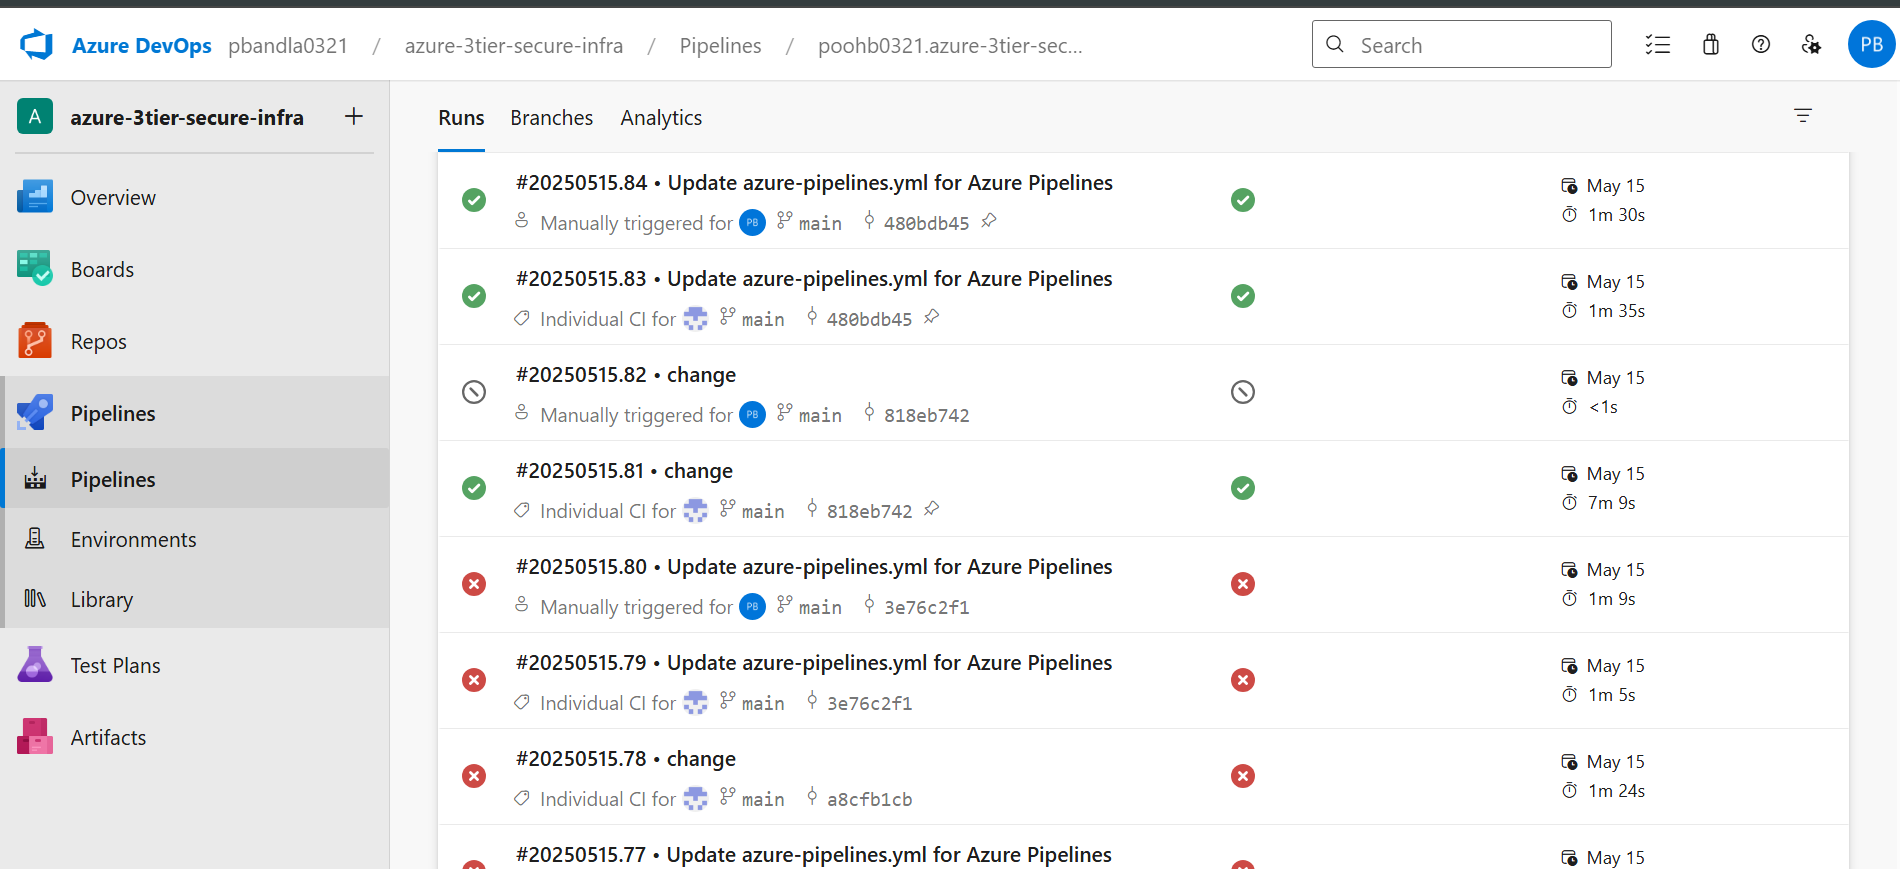 Azure DevOps pbandla0321 / azure-3tier-secure-infra / Pipelines / poohb0321.azure-3tier-sec...
Search
PB
A azure-3tier-secure-infra +
Overview
Boards
Repos
Pipelines
Pipelines
Environments
Library
Test Plans
Artifacts
Runs Branches Analytics
#20250515.84 • Update azure-pipelines.yml for Azure Pipelines
Manually triggered for PB main 480bdb45
May 15
1m 30s
#20250515.83 • Update azure-pipelines.yml for Azure Pipelines
Individual CI for main 480bdb45
May 15
1m 35s
#20250515.82 • change
Manually triggered for PB main 818eb742
May 15
<1s
#20250515.81 • change
Individual CI for main 818eb742
May 15
7m 9s
#20250515.80 • Update azure-pipelines.yml for Azure Pipelines
Manually triggered for PB main 3e76c2f1
May 15
1m 9s
#20250515.79 • Update azure-pipelines.yml for Azure Pipelines
Individual CI for main 3e76c2f1
May 15
1m 5s
#20250515.78 • change
Individual CI for main a8cfb1cb
May 15
1m 24s
#20250515.77 • Update azure-pipelines.yml for Azure Pipelines
May 15